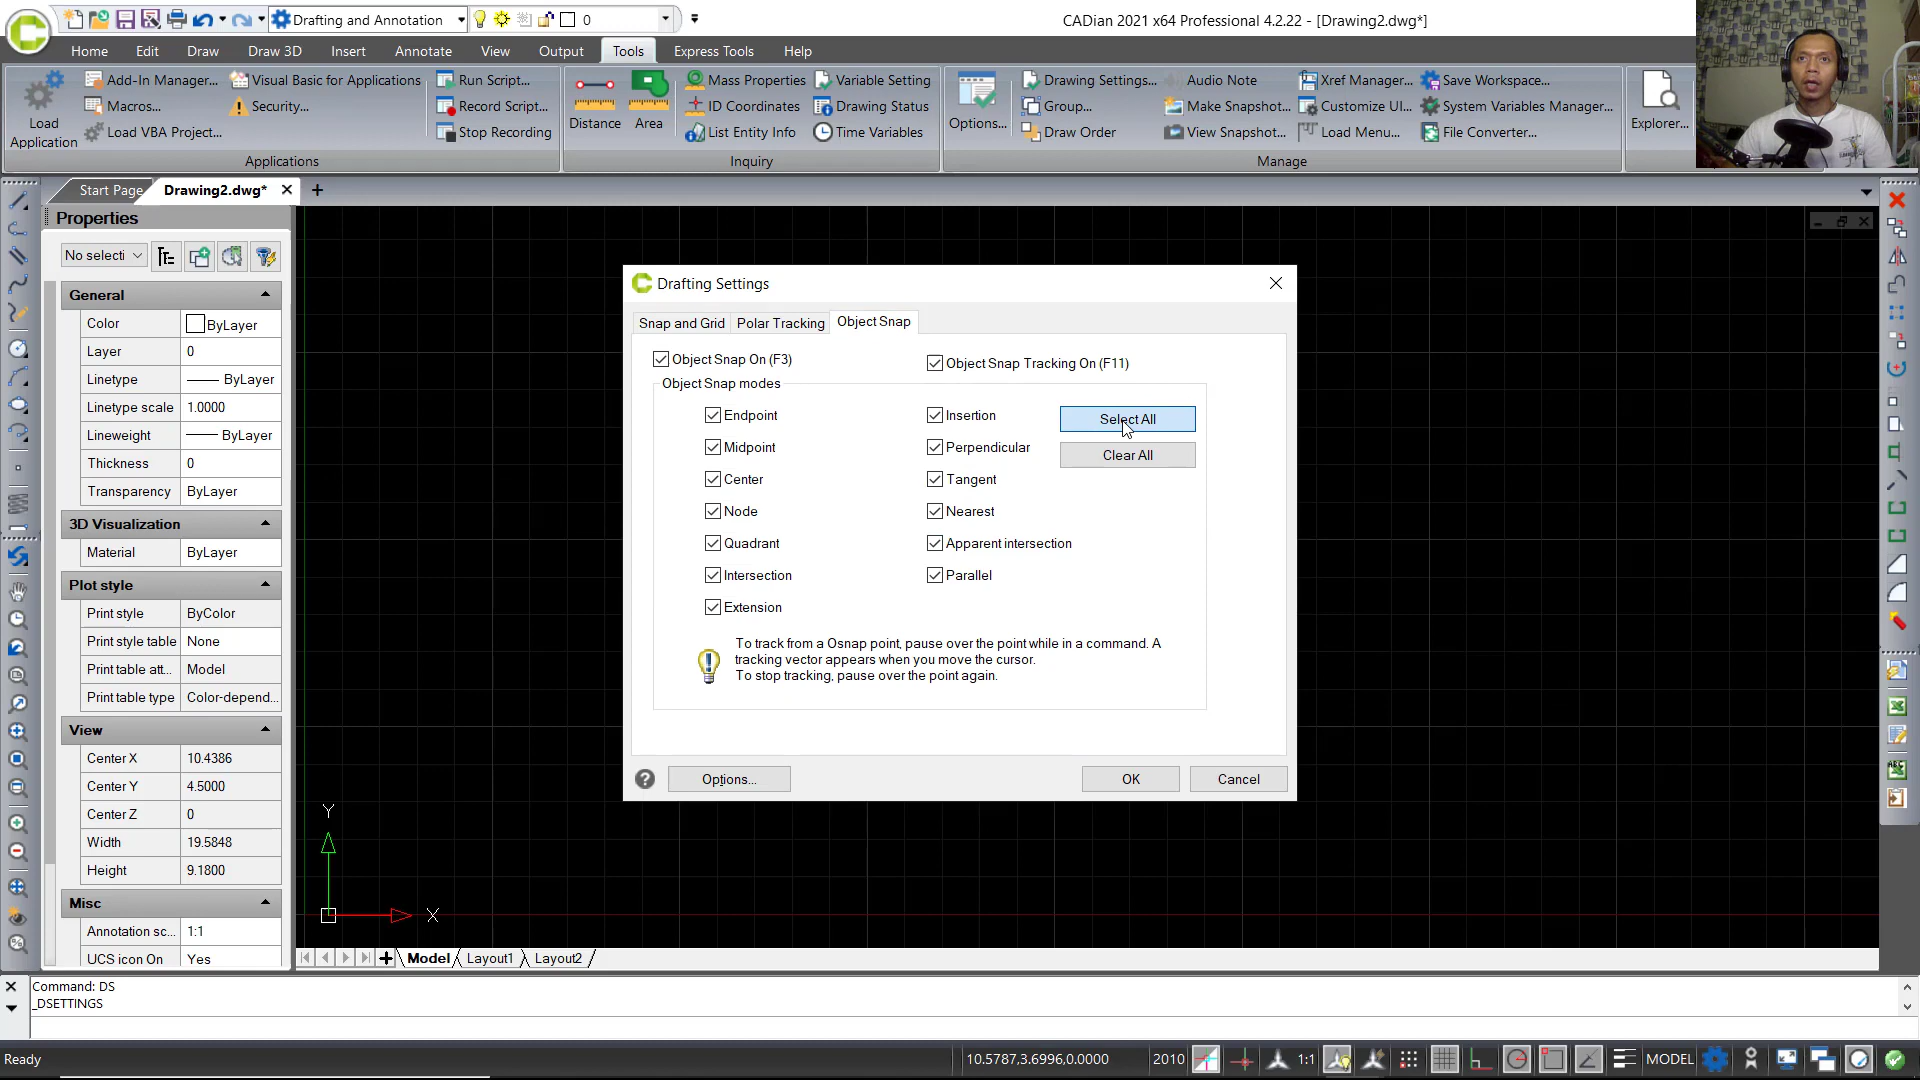 Drafting and Annotation
0
CADian 2021 x64 Professional 4.2.22 - [Drawing2.dwg*]
Home Edit Draw Draw 3D Insert Annotate View Output Tools Express Tools Help
Load Application
Add-In Manager...
Macros...
Load VBA Project...
Visual Basic for Applications
Security...
Run Script...
Record Script...
Stop Recording
Applications
Distance
Area
Mass Properties
ID Coordinates
List Entity Info
Variable Setting
Drawing Status
Time Variables
Inquiry
Options...
Drawing Settings...
Group...
Draw Order
Audio Note
Make Snapshot...
View Snapshot...
Xref Manager...
Customize UI...
Load Menu...
Save Workspace...
System Variables Manager...
File Converter...
Manage
Explorer...
Start Page
Drawing2.dwg*
Properties
No selecti
General
Color ByLayer
Layer 0
Linetype ByLayer
Linetype scale 1.0000
Lineweight ByLayer
Thickness 0
Transparency ByLayer
3D Visualization
Material ByLayer
Plot style
Print style ByColor
Print style table None
Print table att... Model
Print table type Color-depend...
View
Center X 10.4386
Center Y 4.5000
Center Z 0
Width 19.5848
Height 9.1800
Misc
Annotation sc... 1:1
UCS icon On Yes
Drafting Settings
Snap and Grid Polar Tracking Object Snap
Object Snap On (F3)
Object Snap Tracking On (F11)
Object Snap modes
Endpoint
Midpoint
Center
Node
Quadrant
Intersection
Extension
Insertion
Perpendicular
Tangent
Nearest
Apparent intersection
Parallel
Select All
Clear All
To track from a Osnap point, pause over the point while in a command. A
tracking vector appears when you move the cursor.
To stop tracking, pause over the point again.
Options...
OK
Cancel
Y
X
Model Layout1 Layout2
Command: DS
_DSETTINGS
Ready
10.5787,3.6996,0.0000
2010
1:1
MODEL